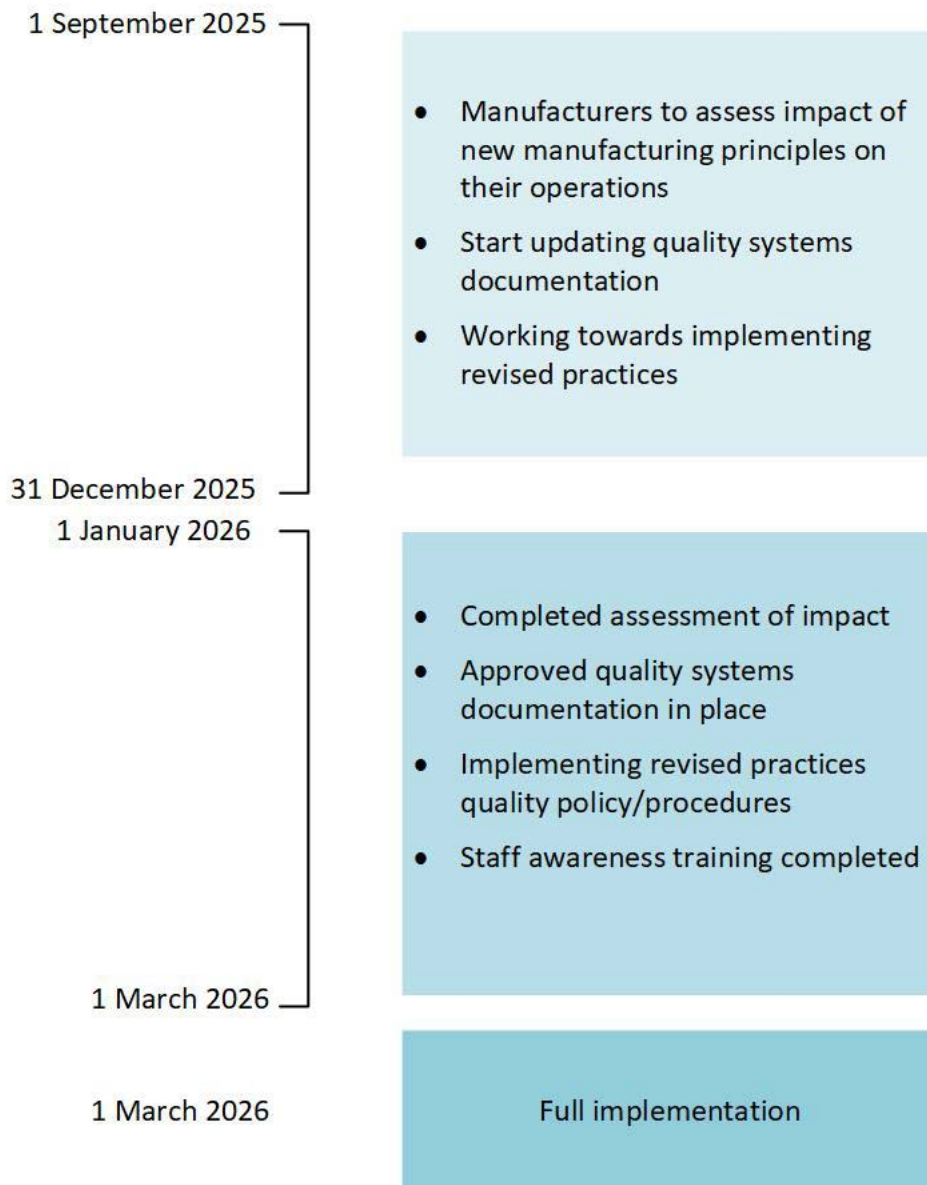 1 September 2025
• Manufacturers to assess impact of
new manufacturing principles on
their operations
• Start updating quality systems
documentation
• Working towards implementing
revised practices
31 December 2025
1 January 2026
• Completed assessment of impact
• Approved quality systems
documentation in place
• Implementing revised practices
quality policy/procedures
• Staff awareness training completed
1 March 2026
1 March 2026
Full implementation